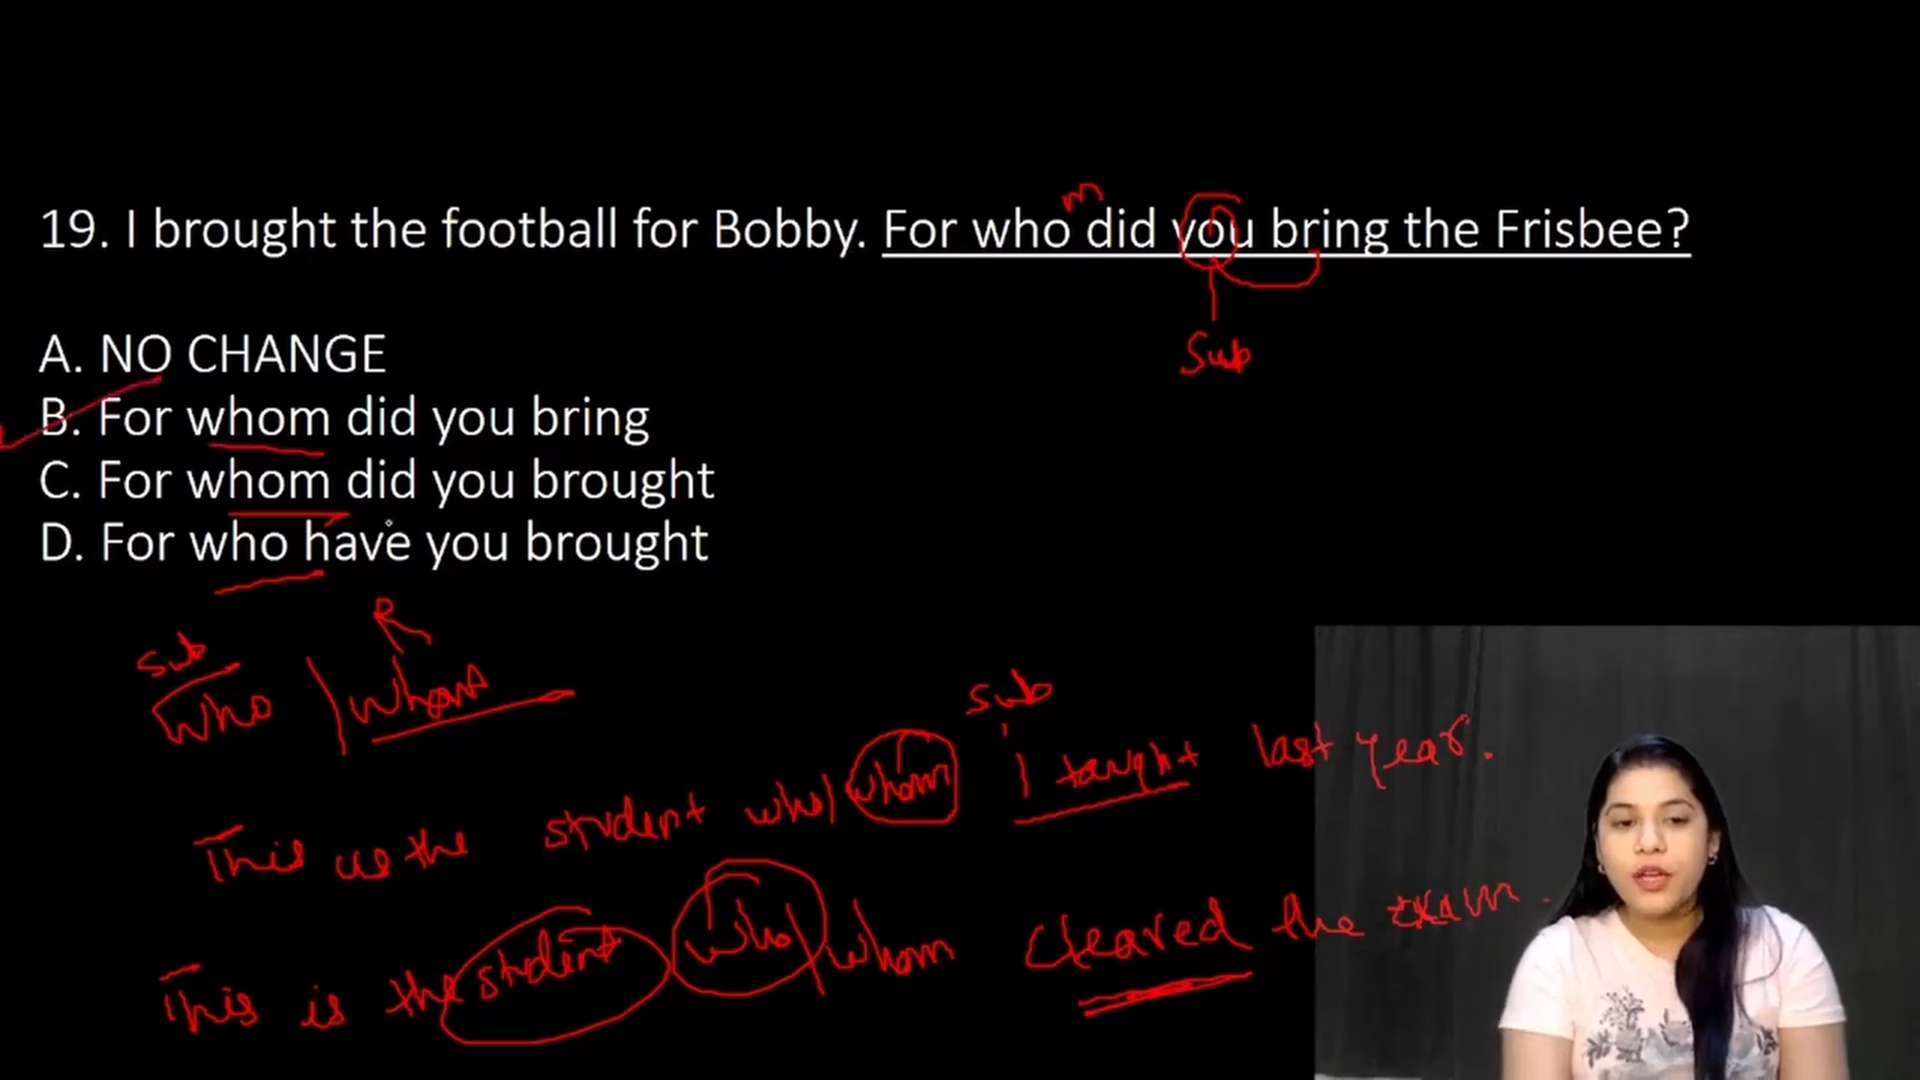 m
19. I brought the football for Bobby. For who did you bring the Frisbee?
Sub
A. NO CHANGE
B. For whom did you bring
C. For whom did you brought
D. For who have you brought
Sub
who | whom
Sub
This is the student who| whom I taught last year.
This is the student who| whom cleared the exam.